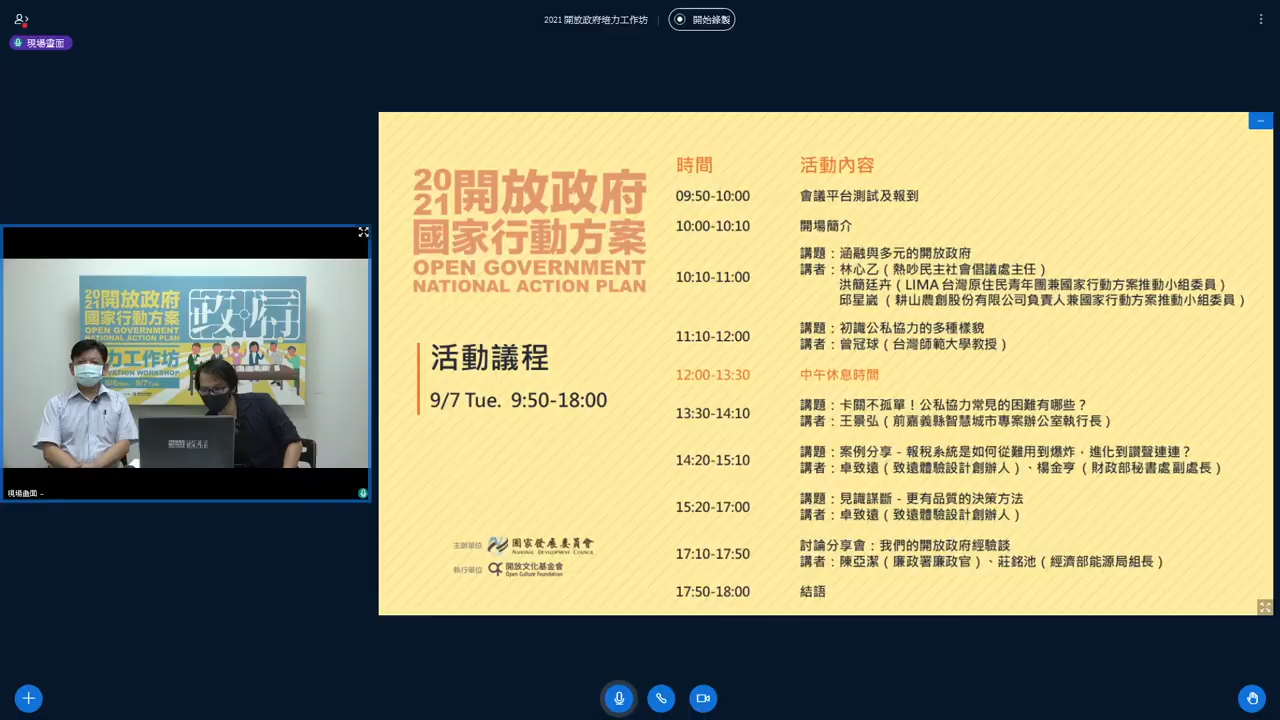 2021 開放政府培力工作坊
開始錄製
現場畫面
2021開放政府
國家行動方案
OPEN GOVERNMENT
NATIONAL ACTION PLAN
活動議程
9/7 Tue. 9:50-18:00
主辦單位 國家發展委員會
NATIONAL DEVELOPMENT COUNCIL
執行單位 開放文化基金會
Open Culture Foundation
時間 活動內容
09:50-10:00 會議平台測試及報到
10:00-10:10 開場簡介
10:10-11:00 講題：涵融與多元的開放政府
講者：林心乙（熱吵民主社會倡議處主任）
洪簡廷卉（LIMA 台灣原住民青年團兼國家行動方案推動小組委員）
邱星崴（耕山農創股份有限公司負責人兼國家行動方案推動小組委員）
11:10-12:00 講題：初識公私協力的多種樣貌
講者：曾冠球（台灣師範大學教授）
12:00-13:30 中午休息時間
13:30-14:10 講題：卡關不孤單！公私協力常見的困難有哪些？
講者：王景弘（前嘉義縣智慧城市專案辦公室執行長）
14:20-15:10 講題：案例分享－報稅系統是如何從難用到爆炸，進化到讚聲連連？
講者：卓致遠（致遠體驗設計創辦人）、楊金亨（財政部秘書處副處長）
15:20-17:00 講題：見識謀斷－更有品質的決策方法
講者：卓致遠（致遠體驗設計創辦人）
17:10-17:50 討論分享會：我們的開放政府經驗談
講者：陳亞潔（廉政署廉政官）、莊銘池（經濟部能源局組長）
17:50-18:00 結語
2021開放政府
國家行動方案
OPEN GOVERNMENT
NATIONAL ACTION PLAN
力工作坊
政府
現場畫面 -